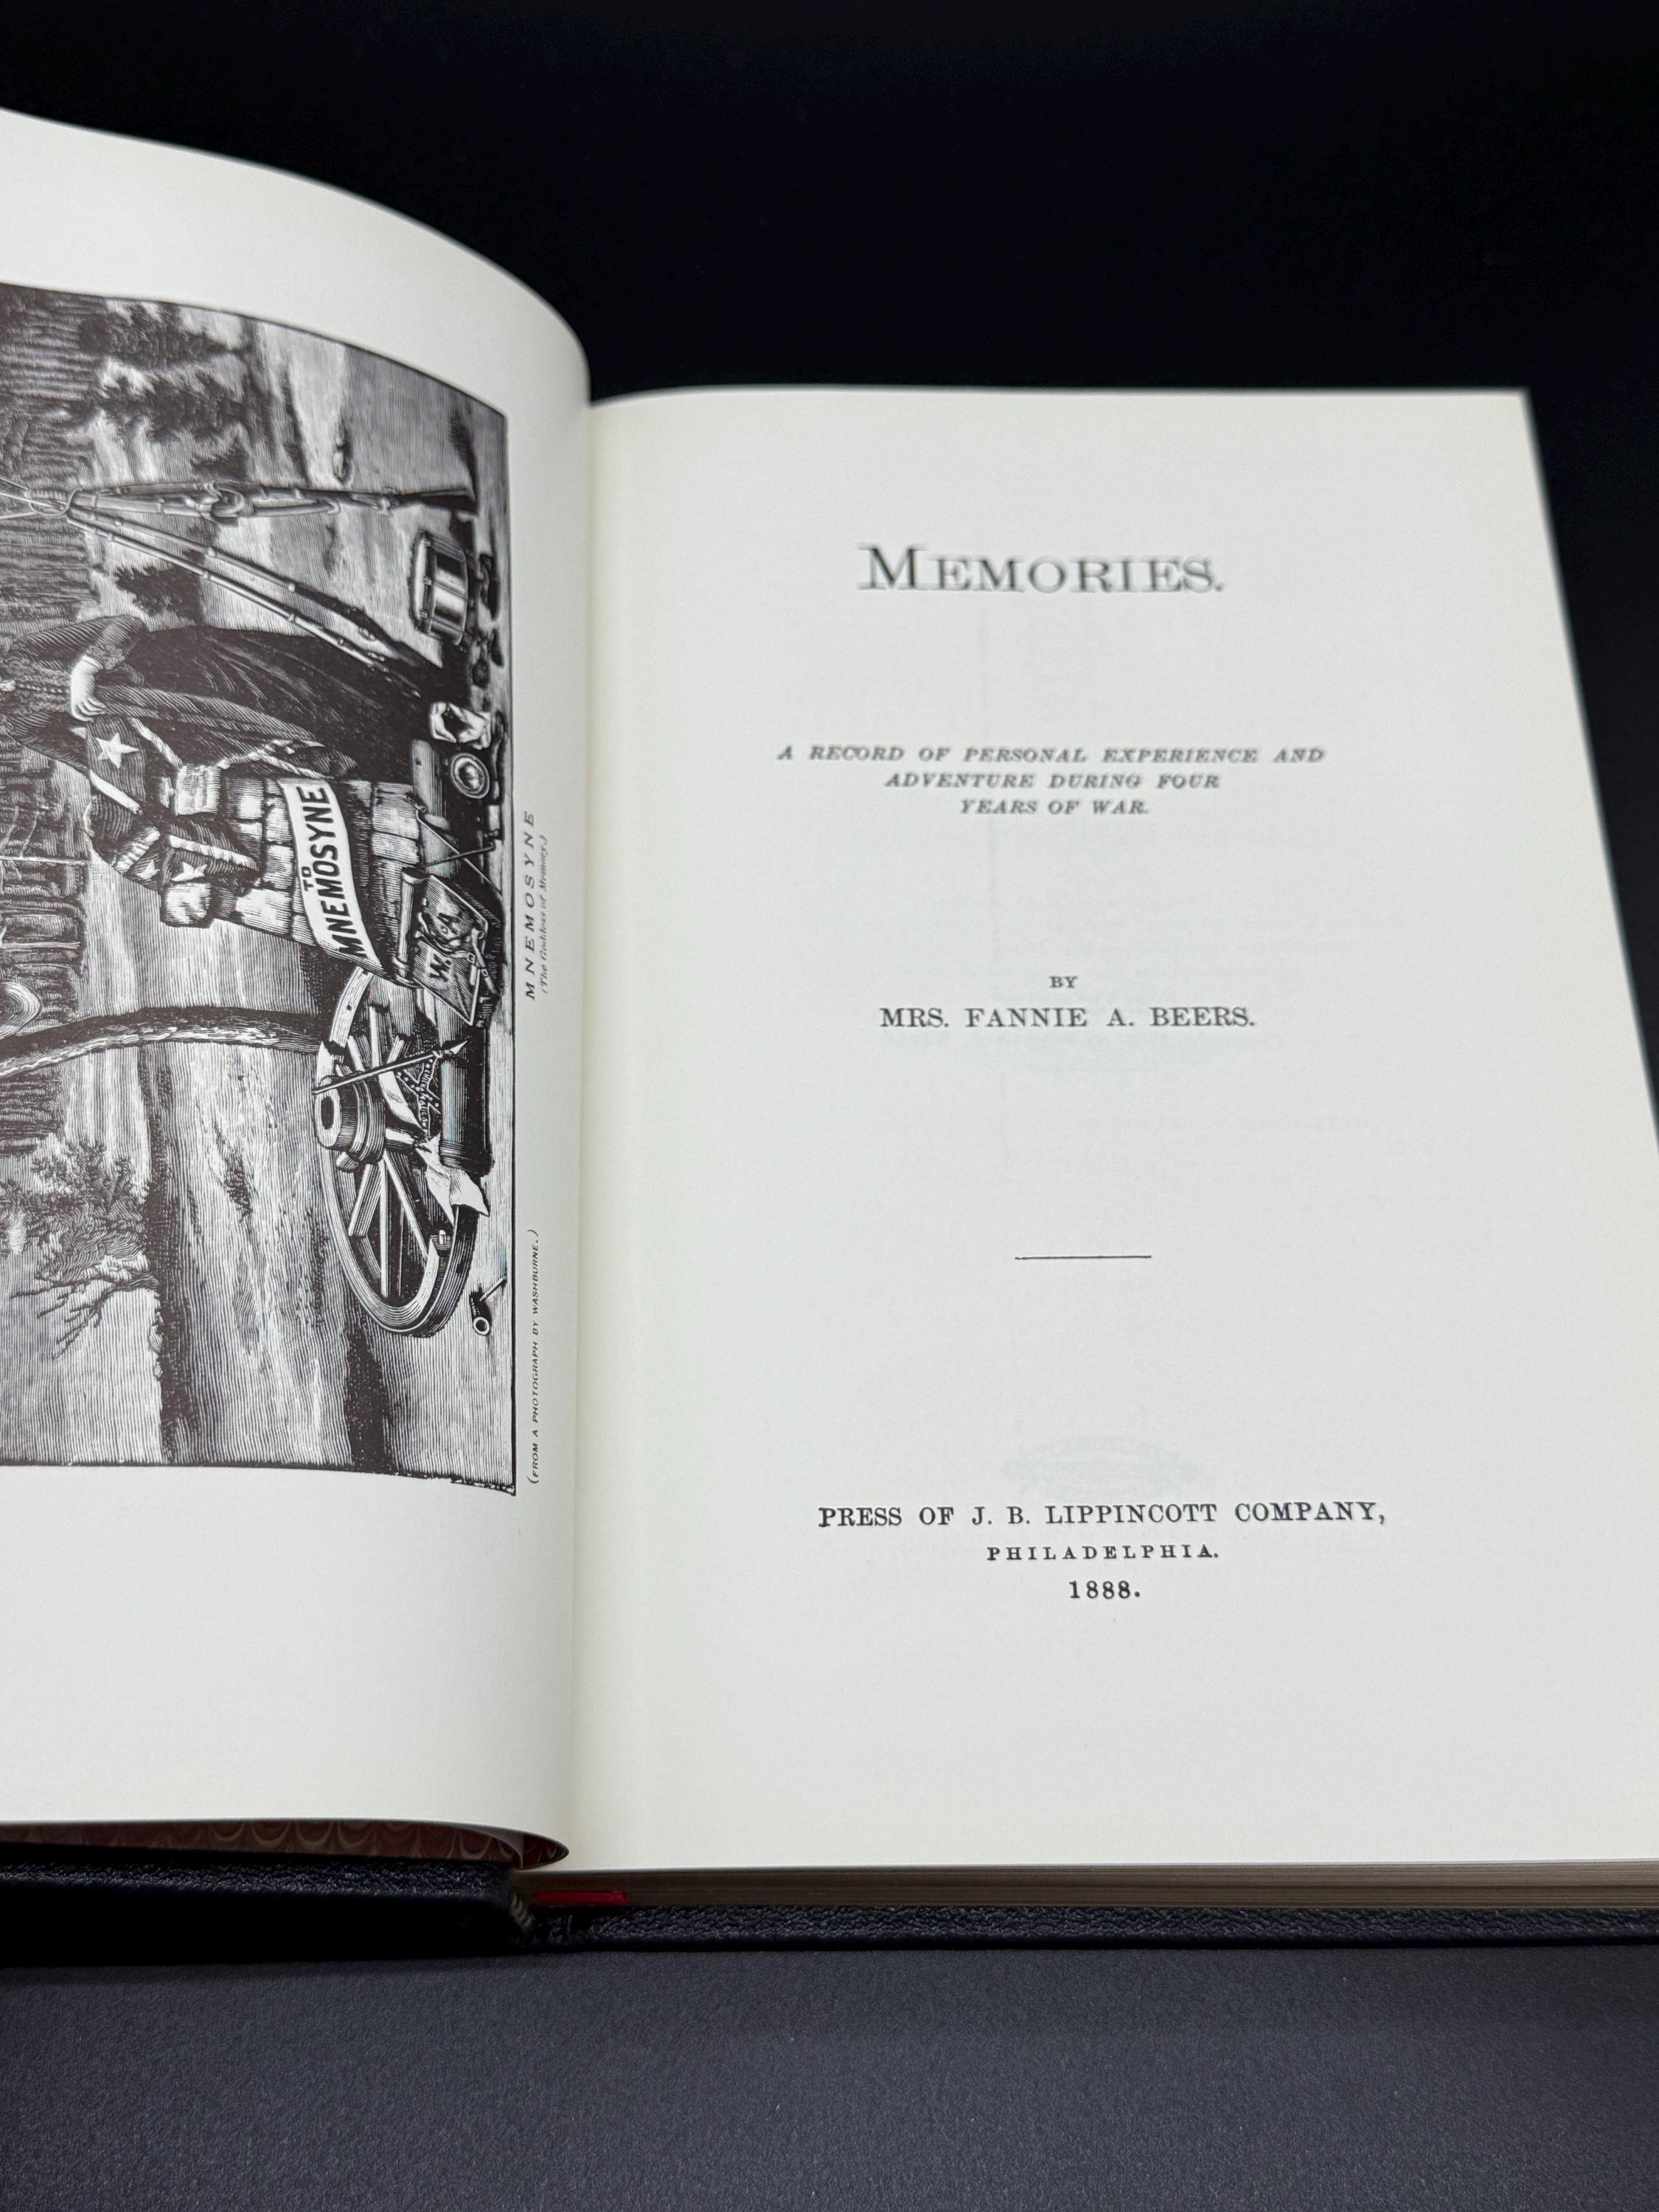 TO
MNEMOSYNE
W. A.
MNEMOSYNE
(The Goddess of Memory.)
(FROM A PHOTOGRAPH BY WASHBURNE.)
MEMORIES.
A RECORD OF PERSONAL EXPERIENCE AND
ADVENTURE DURING FOUR
YEARS OF WAR.
BY
MRS. FANNIE A. BEERS.
PRESS OF J. B. LIPPINCOTT COMPANY,
PHILADELPHIA.
1888.